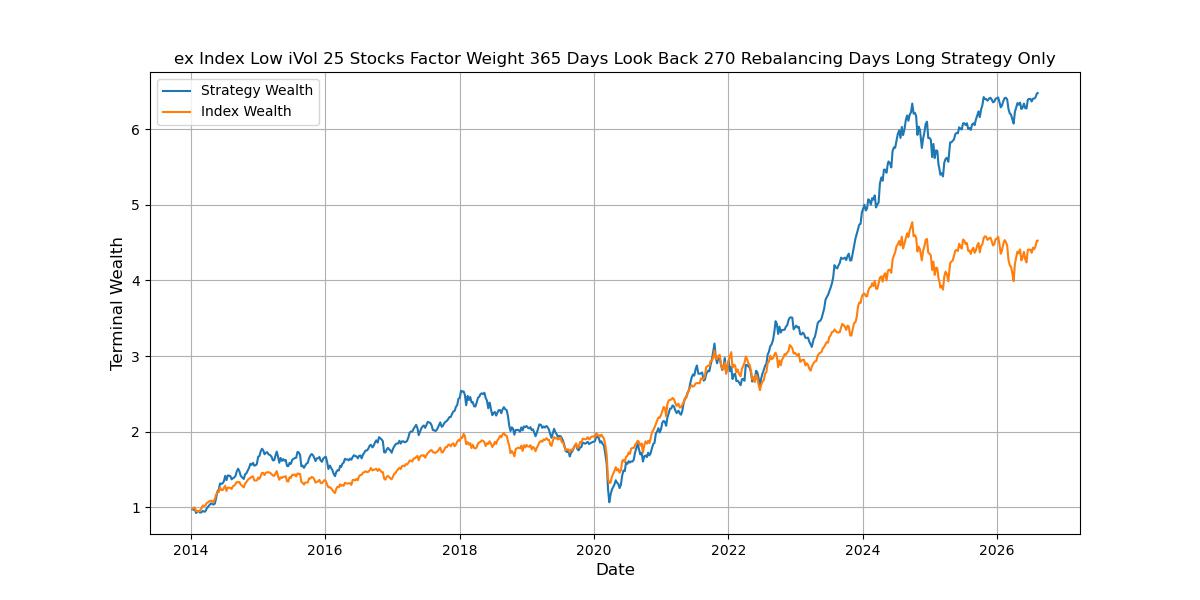 ex Index Low iVol 25 Stocks Factor Weight 365 Days Look Back 270 Rebalancing Days Long Strategy Only
Strategy Wealth
Index Wealth
Terminal Wealth
6
5
4
3
2
1
2014 2016 2018 2020 2022 2024 2026
Date